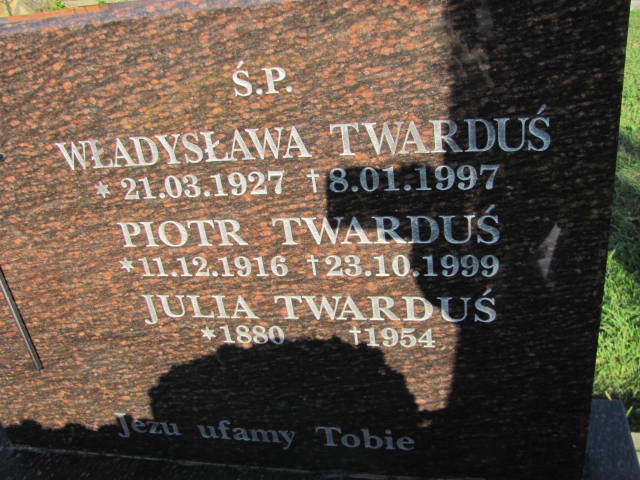 Ś.P.
WŁADYSŁAWA TWARDUŚ
* 21.03.1927 † 8.01.1997
PIOTR TWARDUŚ
* 11.12.1916 † 23.10.1999
JULIA TWARDUŚ
* 1880 † 1954
Jezu ufamy Tobie